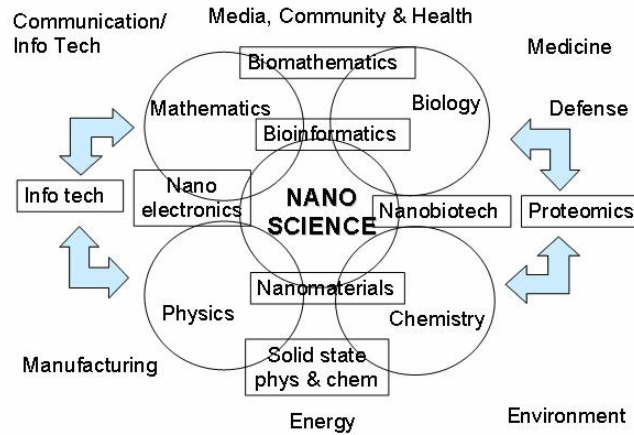 Communication/
Info Tech
Media, Community & Health
Medicine
Biomathematics
Mathematics
Biology
Defense
Bioinformatics
Info tech
Nano
electronics
NANO
SCIENCE
Nanobiotech
Proteomics
Nanomaterials
Physics
Chemistry
Solid state
phys & chem
Manufacturing
Energy
Environment